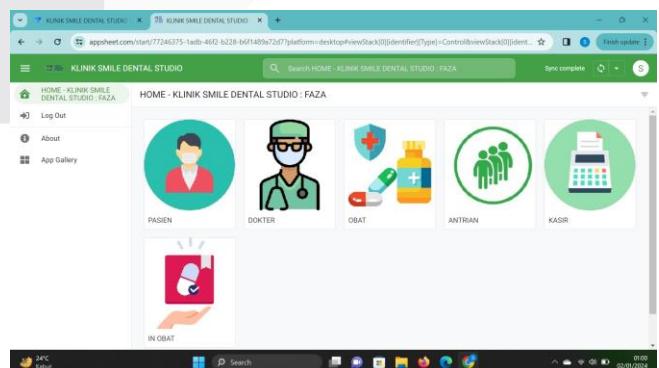 KLINIK SMILE DENTAL STUDIO
KLINIK SMILE DENTAL STUDIO
appsheet.com/start/77246375-1adb-46f2-b228-b6f1489a72d7?platform=desktop#viewStack[0][identifier][Type]=Control&viewStack[0][ident...
Finish update
KLINIK SMILE DENTAL STUDIO
Search HOME - KLINIK SMILE DENTAL STUDIO : FAZA
Sync complete
S
HOME - KLINIK SMILE
DENTAL STUDIO : FAZA
HOME - KLINIK SMILE DENTAL STUDIO : FAZA
Log Out
About
App Gallery
PASIEN
DOKTER
OBAT
ANTRIAN
KASIR
IN OBAT
24°C
Kabut
Search
01:00
02/01/2024